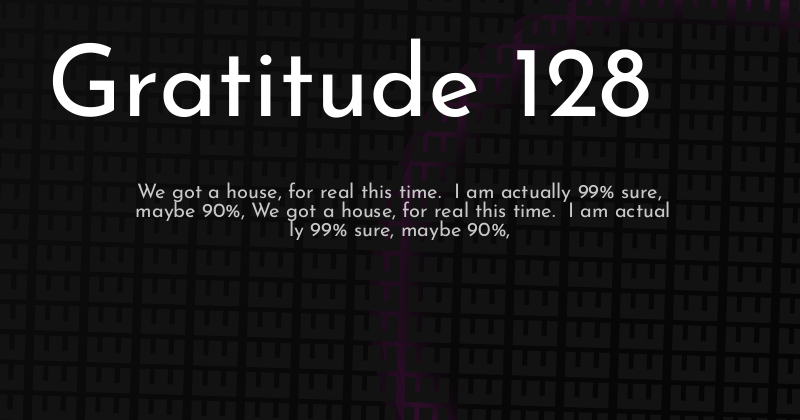 Gratitude 128
We got a house, for real this time.  I am actually 99% sure,
maybe 90%, We got a house, for real this time.  I am actual
ly 99% sure, maybe 90%,